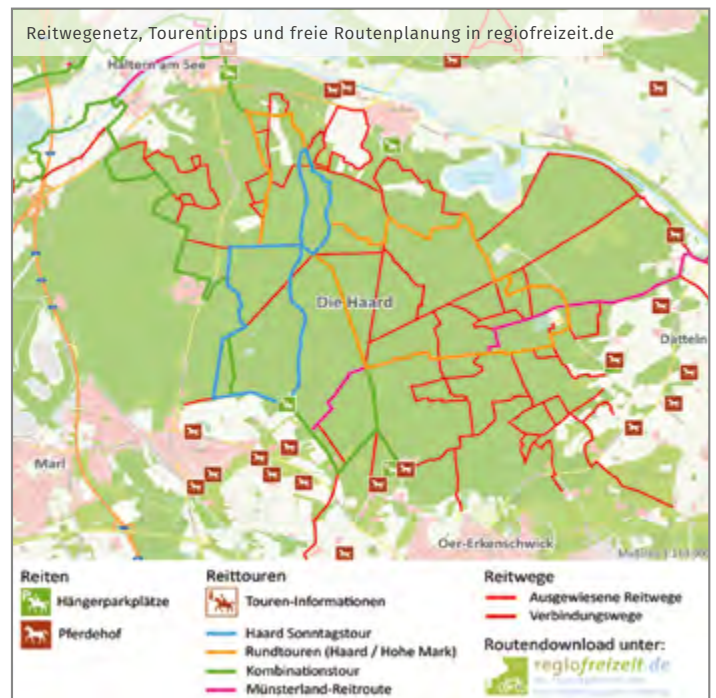 Reitwegenetz, Tourentipps und freie Routenplanung in regiofreizeit.de
Haltern am See
Die Haard
Datteln
Marl
Oer-Erkenschwick
Reiten
Hängerparkplätze
Pferdehof
Reittouren
Touren-Informationen
Haard Sonntagstour
Rundtouren (Haard / Hohe Mark)
Kombinationstour
Münsterland-Reitroute
Reitwege
Ausgewiesene Reitwege
Verbindungswege
Routendownload unter:
regiofreizeit.de